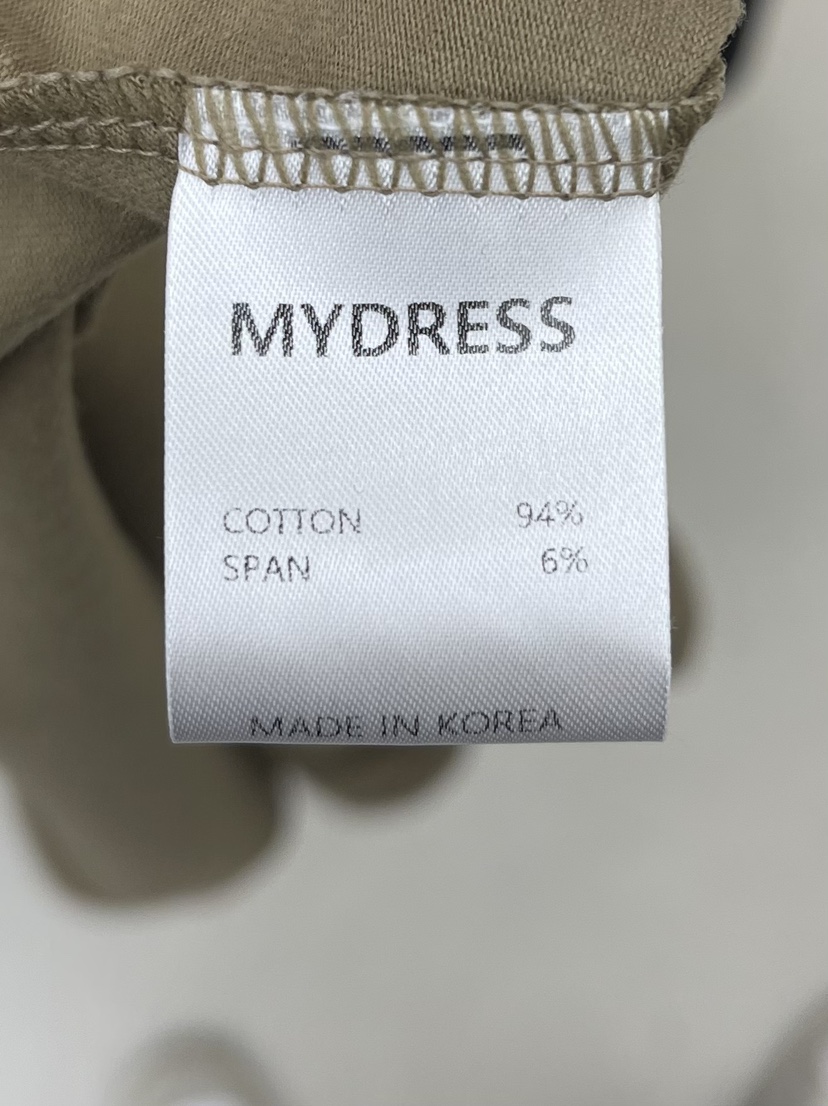 MYDRESS
COTTON 94%
SPAN 6%
MADE IN KOREA